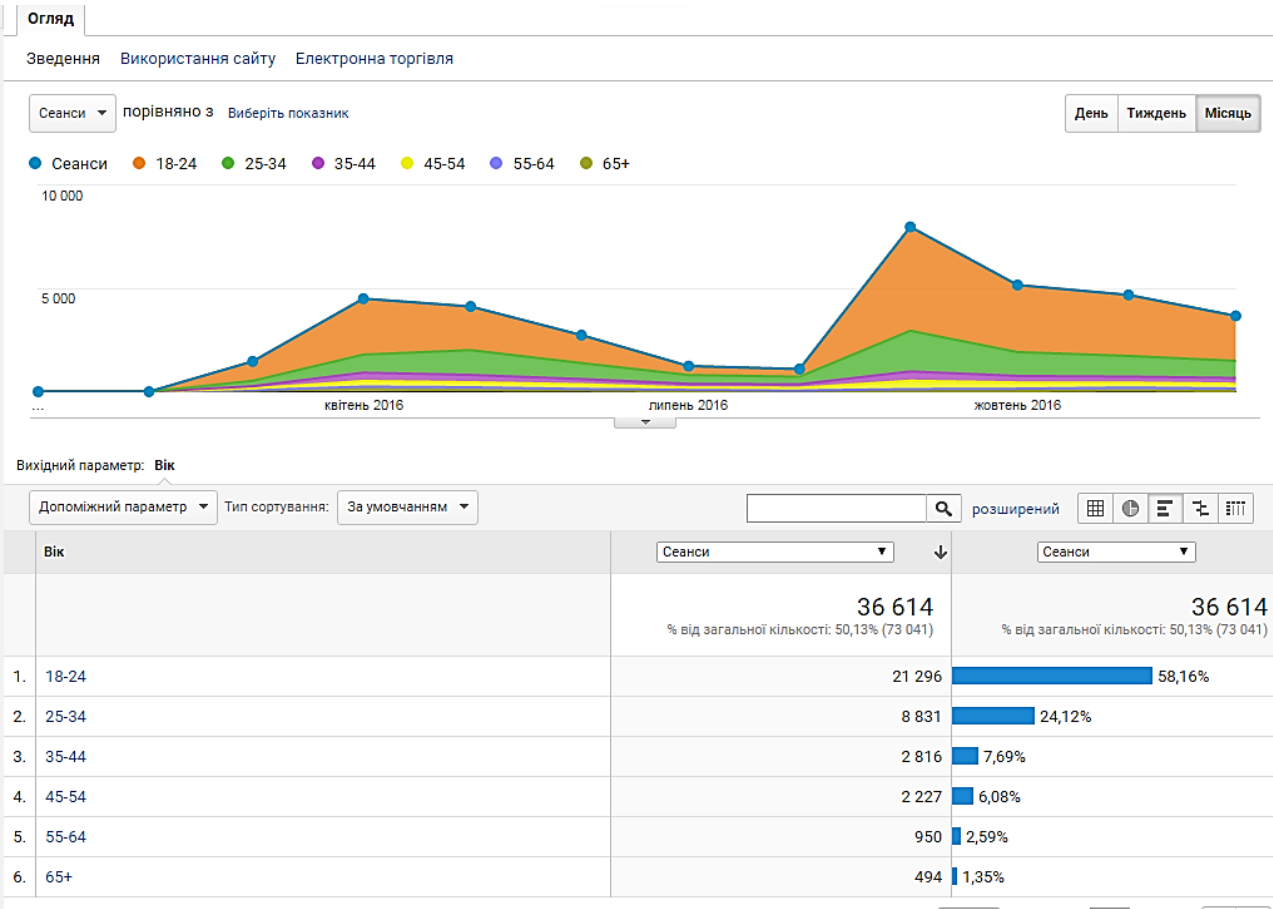 Огляд
Зведення Використання сайту Електронна торгівля
Сеанси порівняно з Виберіть показник День Тиждень Місяць
Сеанси 18-24 25-34 35-44 45-54 55-64 65+
10 000
5 000
... квітень 2016 липень 2016 жовтень 2016
Вихідний параметр: Вік
Допоміжний параметр Тип сортування: За умовчанням розширений
Вік Сеанси Сеанси
36 614 36 614
% від загальної кількості: 50,13% (73 041) % від загальної кількості: 50,13% (73 041)
1. 18-24 21 296 58,16%
2. 25-34 8 831 24,12%
3. 35-44 2 816 7,69%
4. 45-54 2 227 6,08%
5. 55-64 950 2,59%
6. 65+ 494 1,35%